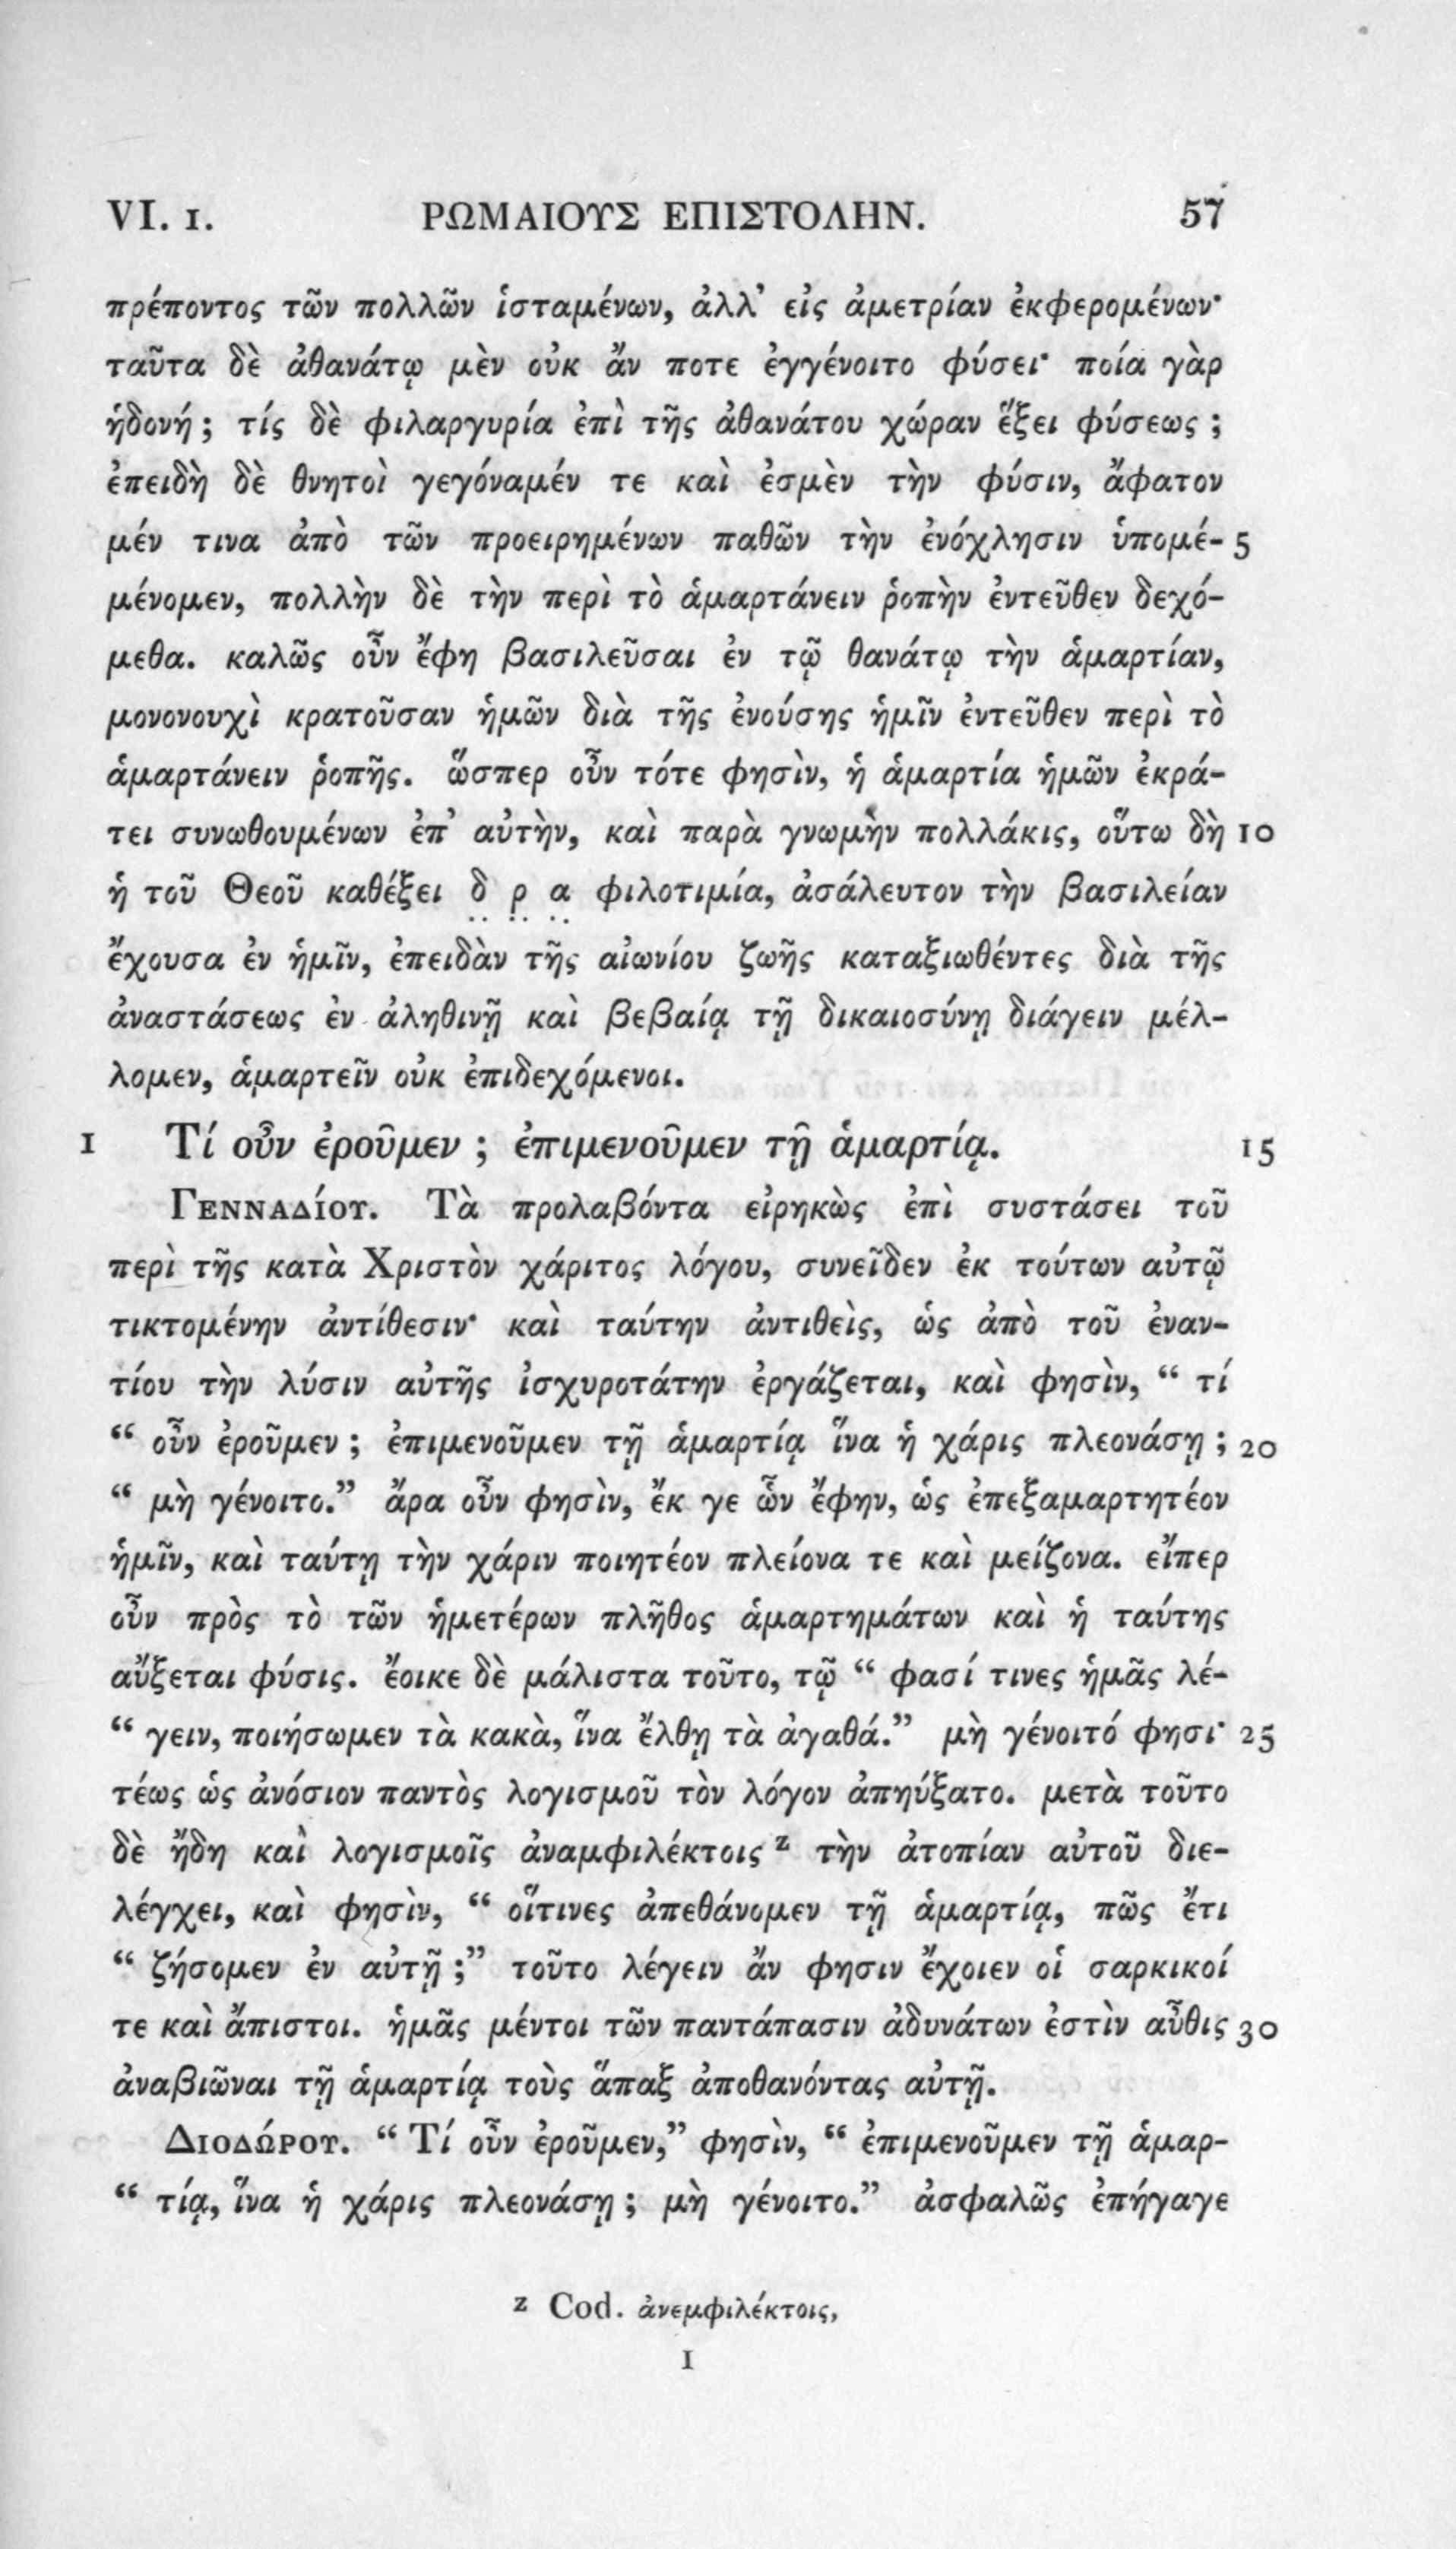 VI. 1. ΡΩΜΑΙΟΥΣ ΕΠΙΣΤΟΛΗΝ. 57
πρέποντος τῶν πολλῶν ἱσταμένων, ἀλλ’ εἰς ἀμετρίαν ἐκφερομένων·
ταῦτα δὲ ἀθανάτῳ μὲν οὐκ ἄν ποτε ἐγγένοιτο φύσει· ποία γὰρ
ἡδονή; τίς δὲ φιλαργυρία ἐπὶ τῆς ἀθανάτου χώραν ἕξει φύσεως;
ἐπειδὴ δὲ θνητοὶ γεγόναμέν τε καὶ ἐσμὲν τὴν φύσιν, ἄφατον
μέν τινα ἀπὸ τῶν προειρημένων παθῶν τὴν ἐνόχλησιν ὑπομέ- 5
μένομεν, πολλὴν δὲ τὴν περὶ τὸ ἁμαρτάνειν ῥοπὴν ἐντεῦθεν δεχό-
μεθα. καλῶς οὖν ἔφη βασιλεῦσαι ἐν τῷ θανάτῳ τὴν ἁμαρτίαν,
μονονουχὶ κρατοῦσαν ἡμῶν διὰ τῆς ἐνούσης ἡμῖν ἐντεῦθεν περὶ τὸ
ἁμαρτάνειν ῥοπῆς. ὥσπερ οὖν τότε φησὶν, ἡ ἁμαρτία ἡμῶν ἐκρά-
τει συνωθουμένων ἐπ’ αὐτὴν, καὶ παρὰ γνωμὴν πολλάκις, οὕτω δὴ 10
ἡ τοῦ Θεοῦ καθέξει δ ρ α φιλοτιμία, ἀσάλευτον τὴν βασιλείαν
ἔχουσα ἐν ἡμῖν, ἐπειδὰν τῆς αἰωνίου ζωῆς καταξιωθέντες διὰ τῆς
ἀναστάσεως ἐν ἀληθινῇ καὶ βεβαίᾳ τῇ δικαιοσύνῃ διάγειν μέλ-
λομεν, ἁμαρτεῖν οὐκ ἐπιδεχόμενοι.
1 Τί οὖν ἐροῦμεν; ἐπιμενοῦμεν τῇ ἁμαρτίᾳ. 15
ΓΕΝΝΑΔΊΟΥ. Τὰ προλαβόντα εἰρηκὼς ἐπὶ συστάσει τοῦ
περὶ τῆς κατὰ Χριστὸν χάριτος λόγου, συνεῖδεν ἐκ τούτων αὐτῷ
τικτομένην ἀντίθεσιν· καὶ ταύτην ἀντιθεὶς, ὡς ἀπὸ τοῦ ἐναν-
τίου τὴν λύσιν αὐτῆς ἰσχυροτάτην ἐργάζεται, καὶ φησὶν, “ τί
“ οὖν ἐροῦμεν; ἐπιμενοῦμεν τῇ ἁμαρτίᾳ ἵνα ἡ χάρις πλεονάσῃ; 20
“ μὴ γένοιτο.” ἄρα οὖν φησὶν, ἔκ γε ὧν ἔφην, ὡς ἐπεξαμαρτητέον
ἡμῖν, καὶ ταύτῃ τὴν χάριν ποιητέον πλείονα τε καὶ μείζονα. εἴπερ
οὖν πρὸς τὸ τῶν ἡμετέρων πλῆθος ἁμαρτημάτων καὶ ἡ ταύτης
αὔξεται φύσις. ἔοικε δὲ μάλιστα τοῦτο, τῷ “ φασί τινες ἡμᾶς λέ-
“ γειν, ποιήσωμεν τὰ κακὰ, ἵνα ἔλθῃ τὰ ἀγαθά.” μὴ γένοιτό φησι· 25
τέως ὡς ἀνόσιον παντὸς λογισμοῦ τὸν λόγον ἀπηύξατο. μετὰ τοῦτο
δὲ ἤδη καὶ λογισμοῖς ἀναμφιλέκτοις z τὴν ἀτοπίαν αὐτοῦ διε-
λέγχει, καὶ φησὶν, “ οἵτινες ἀπεθάνομεν τῇ ἁμαρτίᾳ, πῶς ἔτι
“ ζήσομεν ἐν αὐτῇ;” τοῦτο λέγειν ἄν φησιν ἔχοιεν οἱ σαρκικοί
τε καὶ ἄπιστοι. ἡμᾶς μέντοι τῶν παντάπασιν ἀδυνάτων ἐστὶν αὖθις 30
ἀναβιῶναι τῇ ἁμαρτίᾳ τοὺς ἅπαξ ἀποθανόντας αὐτῇ.
ΔΙΟΔΏΡΟΥ. “ Τί οὖν ἐροῦμεν,” φησὶν, “ ἐπιμενοῦμεν τῇ ἁμαρ-
“ τίᾳ, ἵνα ἡ χάρις πλεονάσῃ; μὴ γένοιτο.” ἀσφαλῶς ἐπήγαγε
z Cod. ἀνεμφιλέκτοις,
I